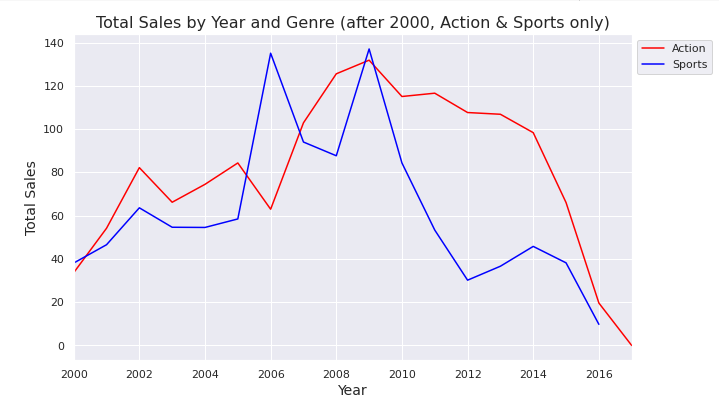 Total Sales by Year and Genre (after 2000, Action & Sports only)
Action
Sports
140
120
100
80
60
40
20
0
Total Sales
2000 2002 2004 2006 2008 2010 2012 2014 2016
Year